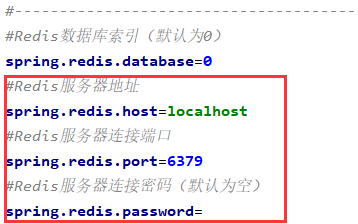 #-----------------------------------
#Redis数据库索引（默认为0）
spring.redis.database=0
#Redis服务器地址
spring.redis.host=localhost
#Redis服务器连接端口
spring.redis.port=6379
#Redis服务器连接密码（默认为空）
spring.redis.password=